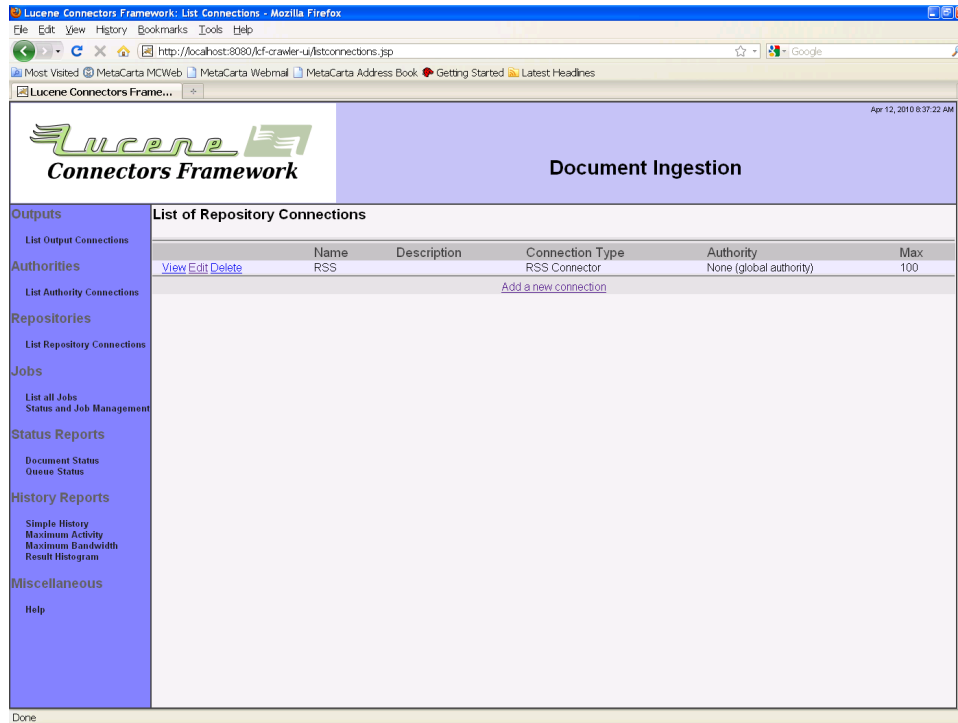 Lucene Connectors Framework: List Connections - Mozilla Firefox
File Edit View History Bookmarks Tools Help
http://localhost:8080/lcf-crawler-ui/listconnections.jsp
Google
Most Visited MetaCarta MCWeb MetaCarta Webmail MetaCarta Address Book Getting Started Latest Headlines
Lucene Connectors Frame...
Apr 12, 2010 8:37:22 AM
Lucene
Connectors Framework
Document Ingestion
Outputs
List Output Connections
Authorities
List Authority Connections
Repositories
List Repository Connections
Jobs
List all Jobs
Status and Job Management
Status Reports
Document Status
Queue Status
History Reports
Simple History
Maximum Activity
Maximum Bandwidth
Result Histogram
Miscellaneous
Help
List of Repository Connections
Name Description Connection Type Authority Max
View Edit Delete RSS RSS Connector None (global authority) 100
Add a new connection
Done